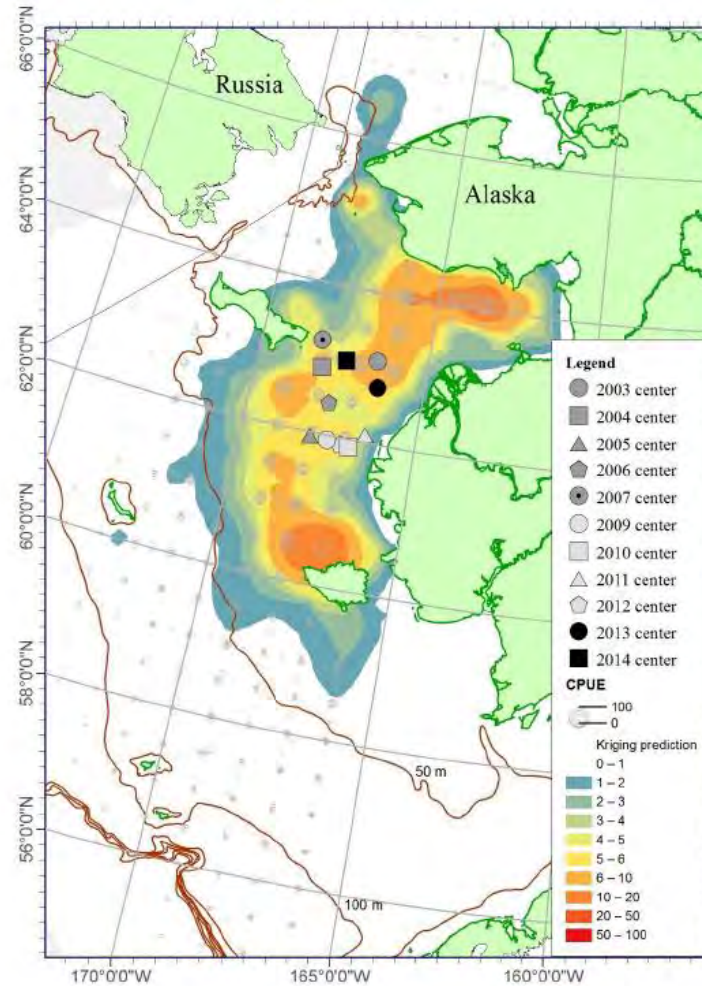 66°0'0"N
64°0'0"N
62°0'0"N
60°0'0"N
58°0'0"N
56°0'0"N
Russia
Alaska
50 m
100 m
170°0'0"W
165°0'0"W
160°0'0"W
Legend
2003 center
2004 center
2005 center
2006 center
2007 center
2009 center
2010 center
2011 center
2012 center
2013 center
2014 center
CPUE
100
0
Kriging prediction
0 – 1
1 – 2
2 – 3
3 – 4
4 – 5
5 – 6
6 – 10
10 – 20
20 – 50
50 – 100